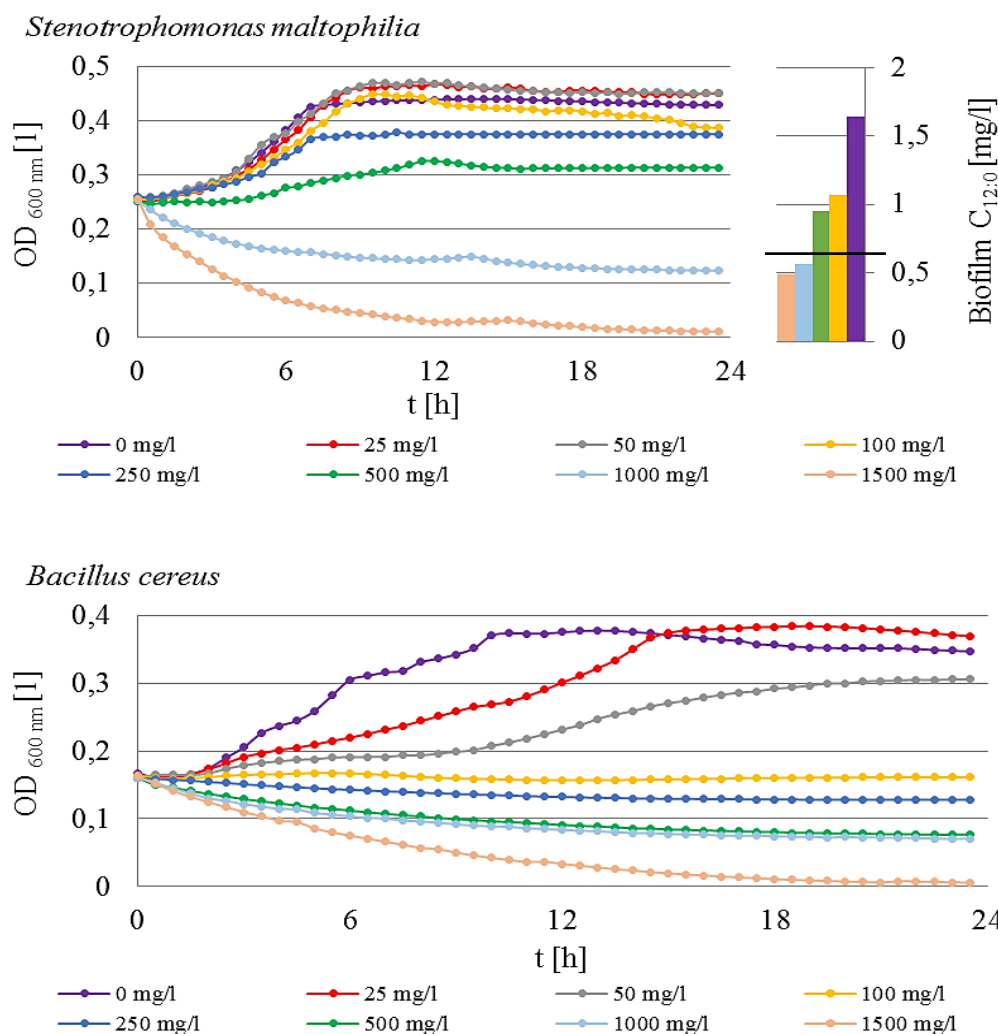 Stenotrophomonas maltophilia
OD 600 nm [1]
0,5
0,4
0,3
0,2
0,1
0
0 6 12 18 24
t [h]
2
1,5
1
0,5
0
Biofilm C12:0 [mg/l]
0 mg/l 25 mg/l 50 mg/l 100 mg/l
250 mg/l 500 mg/l 1000 mg/l 1500 mg/l
Bacillus cereus
OD 600 nm [1]
0,4
0,3
0,2
0,1
0
0 6 12 18 24
t [h]
0 mg/l 25 mg/l 50 mg/l 100 mg/l
250 mg/l 500 mg/l 1000 mg/l 1500 mg/l